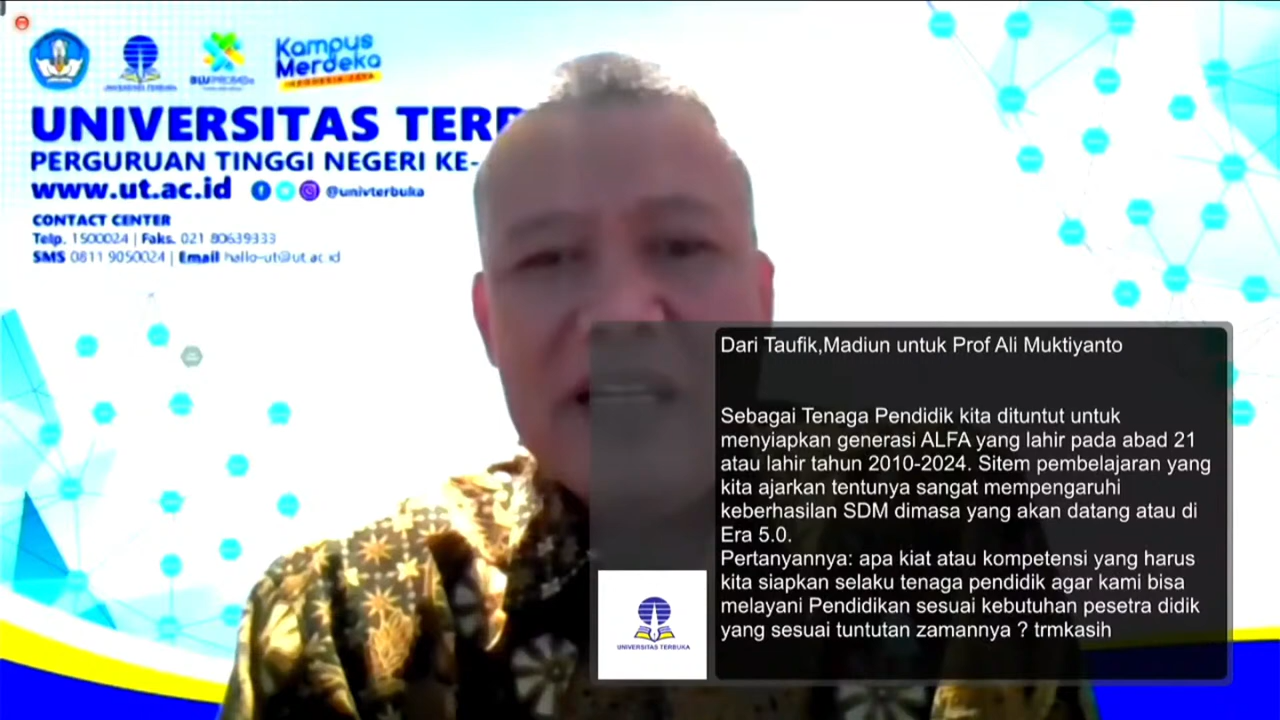 Kampus
Merdeka
INDONESIA JAYA
UNIVERSITAS TERB
PERGURUAN TINGGI NEGERI KE-
www.ut.ac.id @univterbuka
CONTACT CENTER
Telp. 1500024 | Faks. 021 80639333
SMS 0811 9050024 | Email hallo-ut@ut.ac.id
Dari Taufik,Madiun untuk Prof Ali Muktiyanto
Sebagai Tenaga Pendidik kita dituntut untuk
menyiapkan generasi ALFA yang lahir pada abad 21
atau lahir tahun 2010-2024. Sitem pembelajaran yang
kita ajarkan tentunya sangat mempengaruhi
keberhasilan SDM dimasa yang akan datang atau di
Era 5.0.
Pertanyannya: apa kiat atau kompetensi yang harus
kita siapkan selaku tenaga pendidik agar kami bisa
melayani Pendidikan sesuai kebutuhan pesetra didik
yang sesuai tuntutan zamannya ? trmkasih
UNIVERSITAS TERBUKA